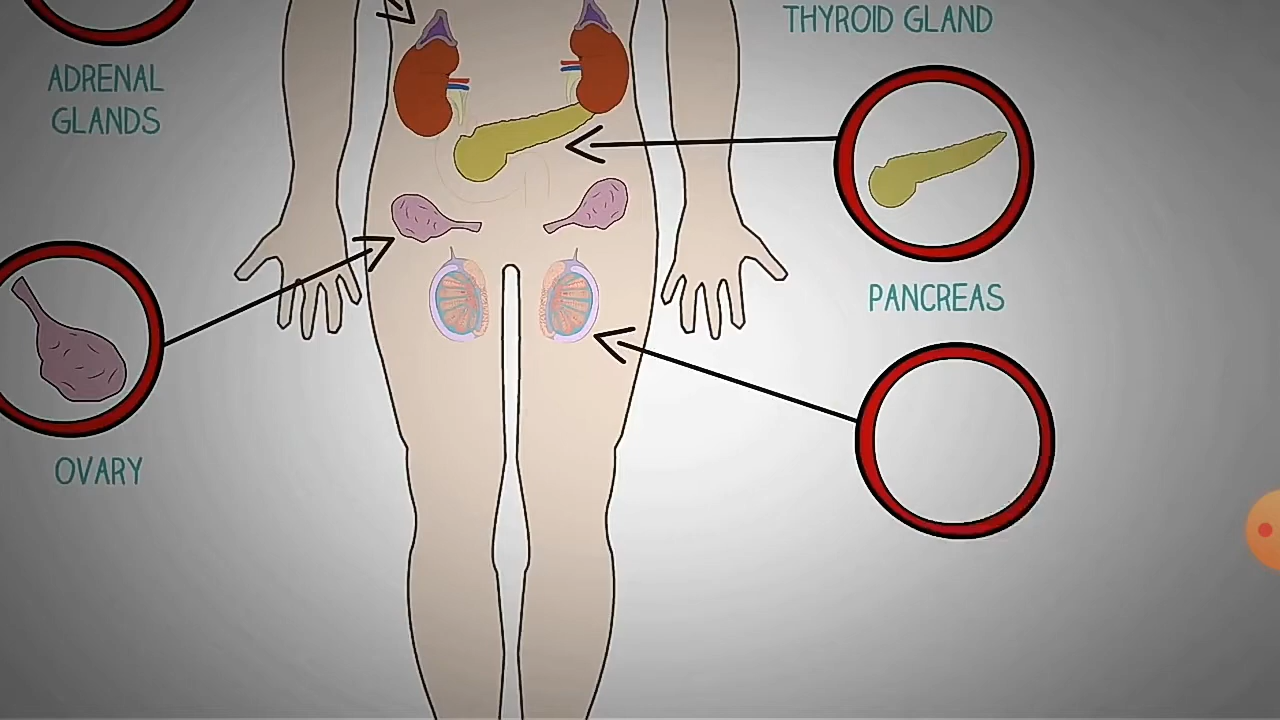 THYROID GLAND
ADRENAL
GLANDS
PANCREAS
OVARY